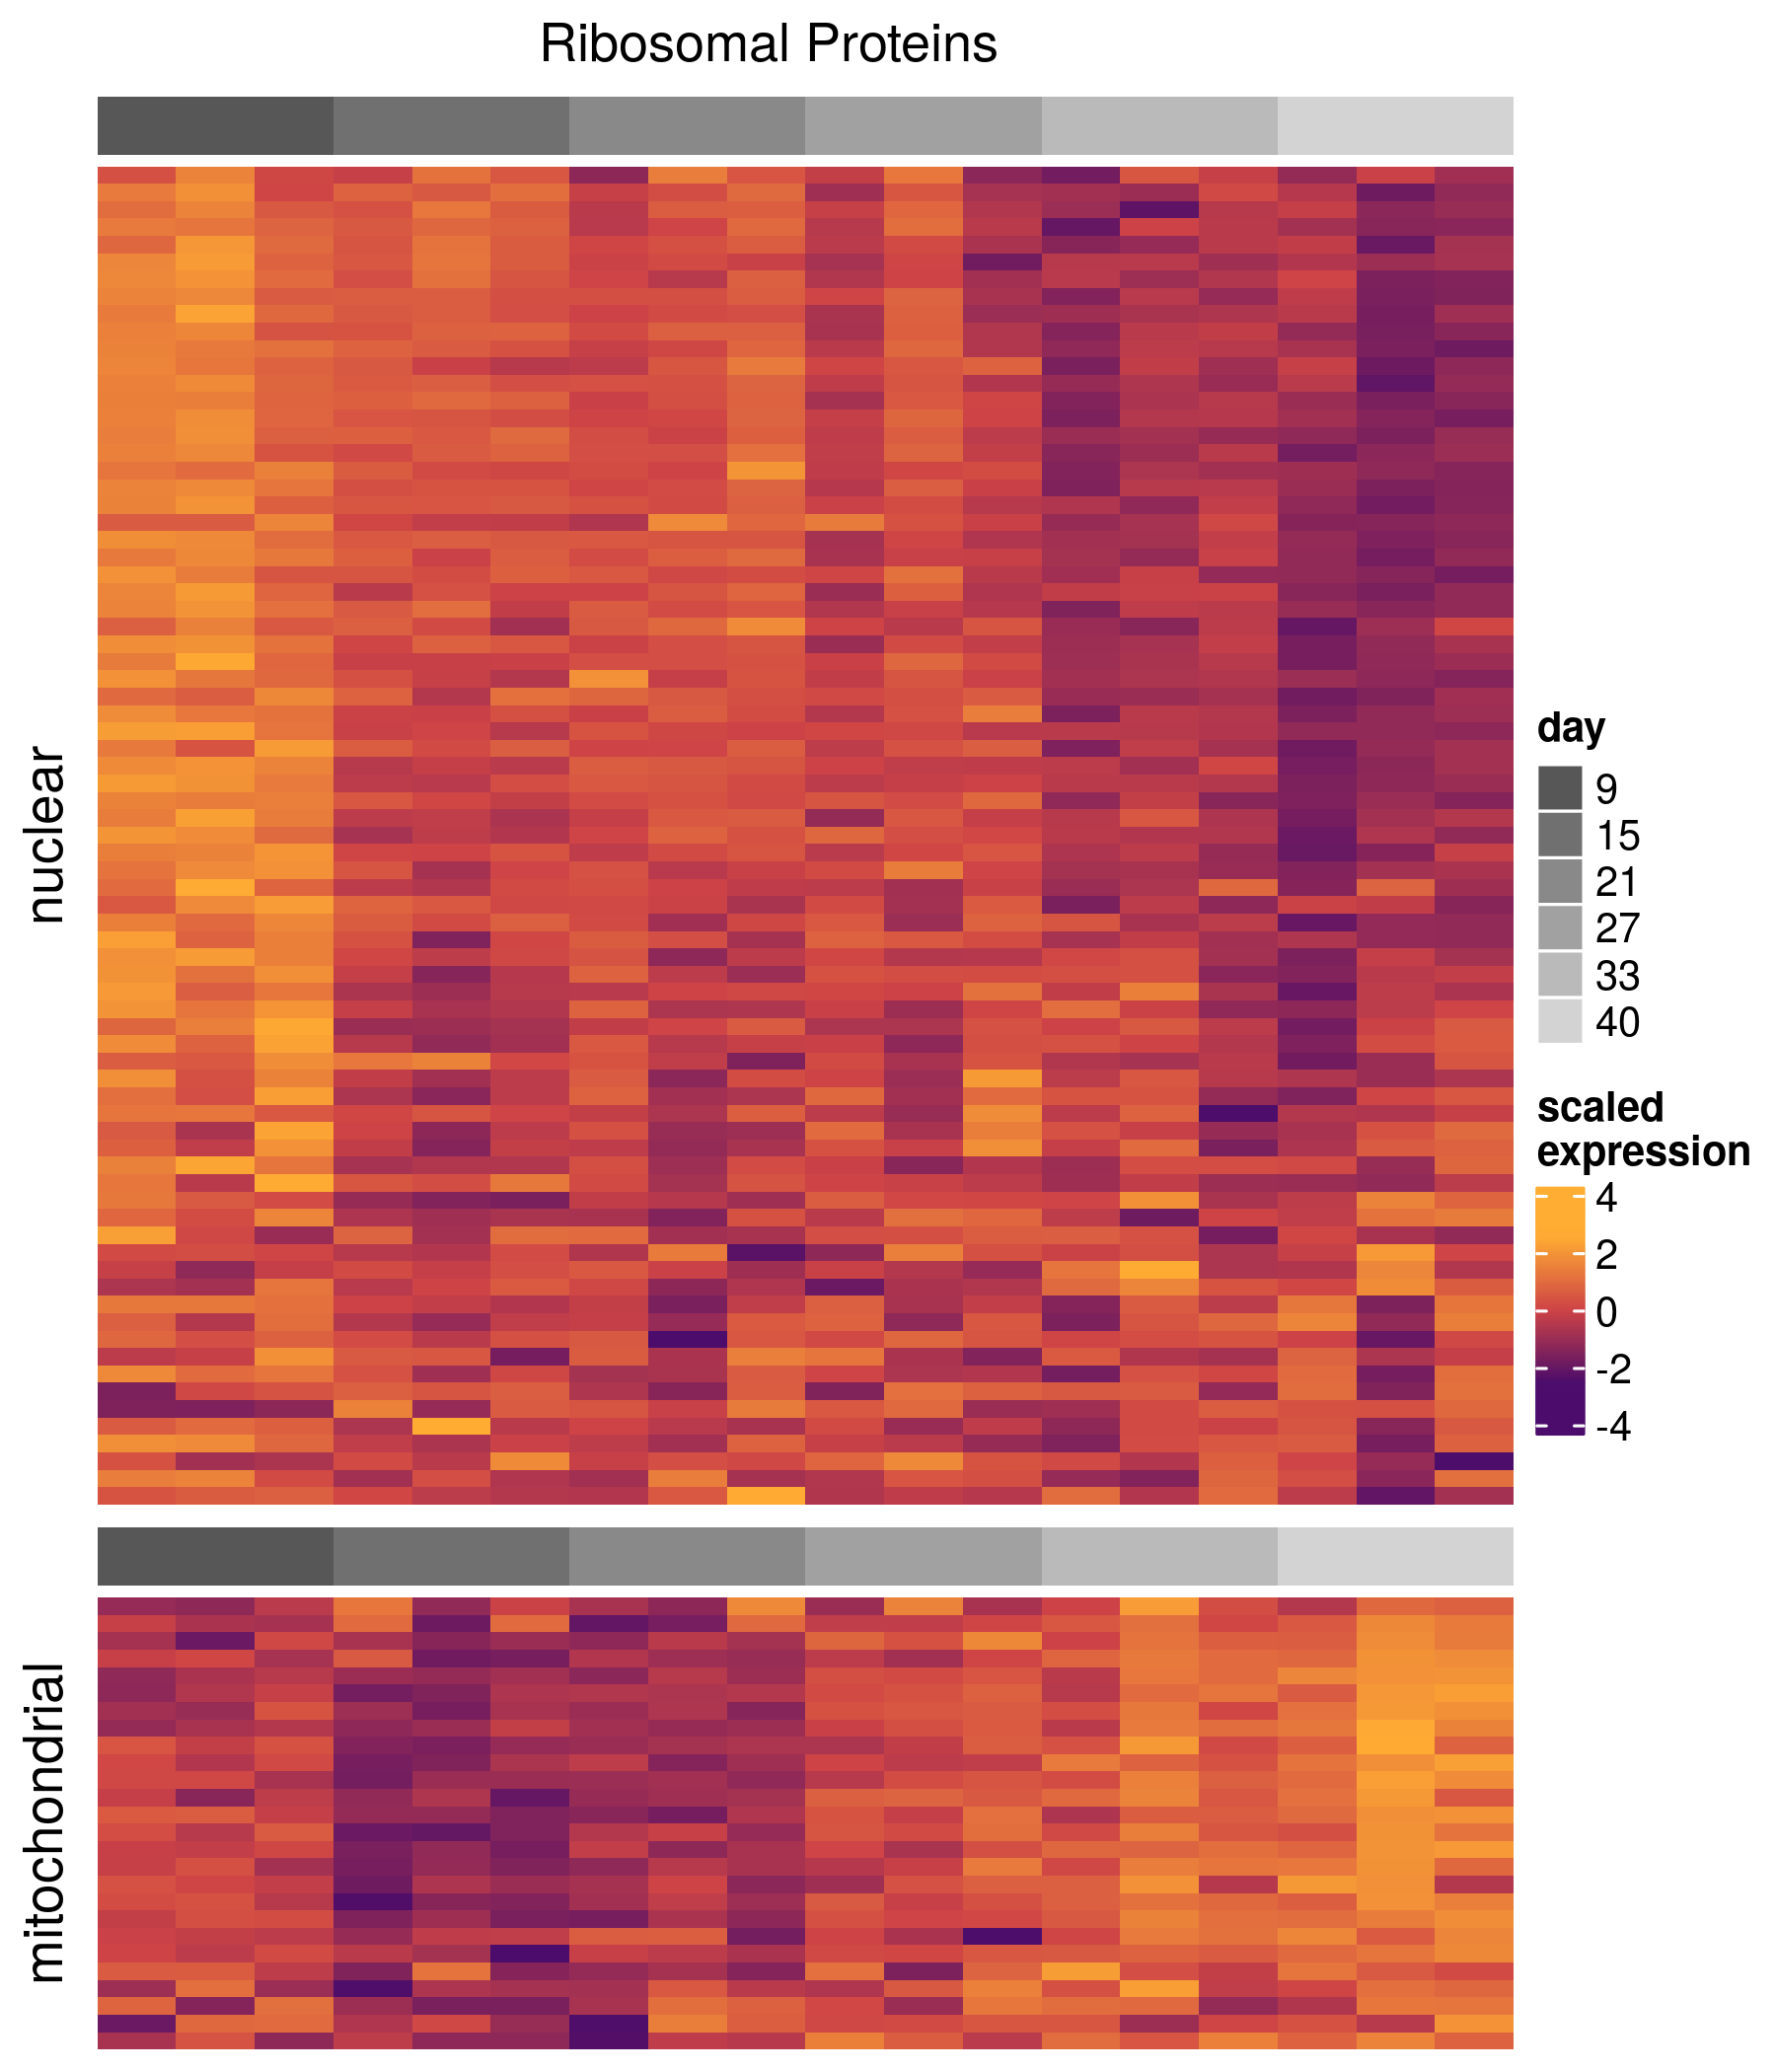 Ribosomal Proteins
nuclear
mitochondrial
day
9
15
21
27
33
40
scaled
expression
4
2
0
-2
-4